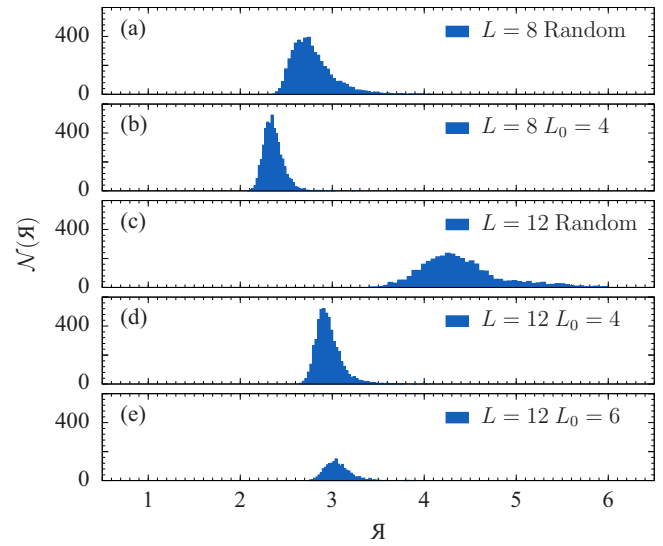 (a)
L = 8 Random
400
0
(b)
L = 8 L₀ = 4
400
0
(c)
L = 12 Random
400
0
(d)
L = 12 L₀ = 4
400
0
(e)
L = 12 L₀ = 6
400
0
𝒩(Я)
1 2 3 4 5 6
Я